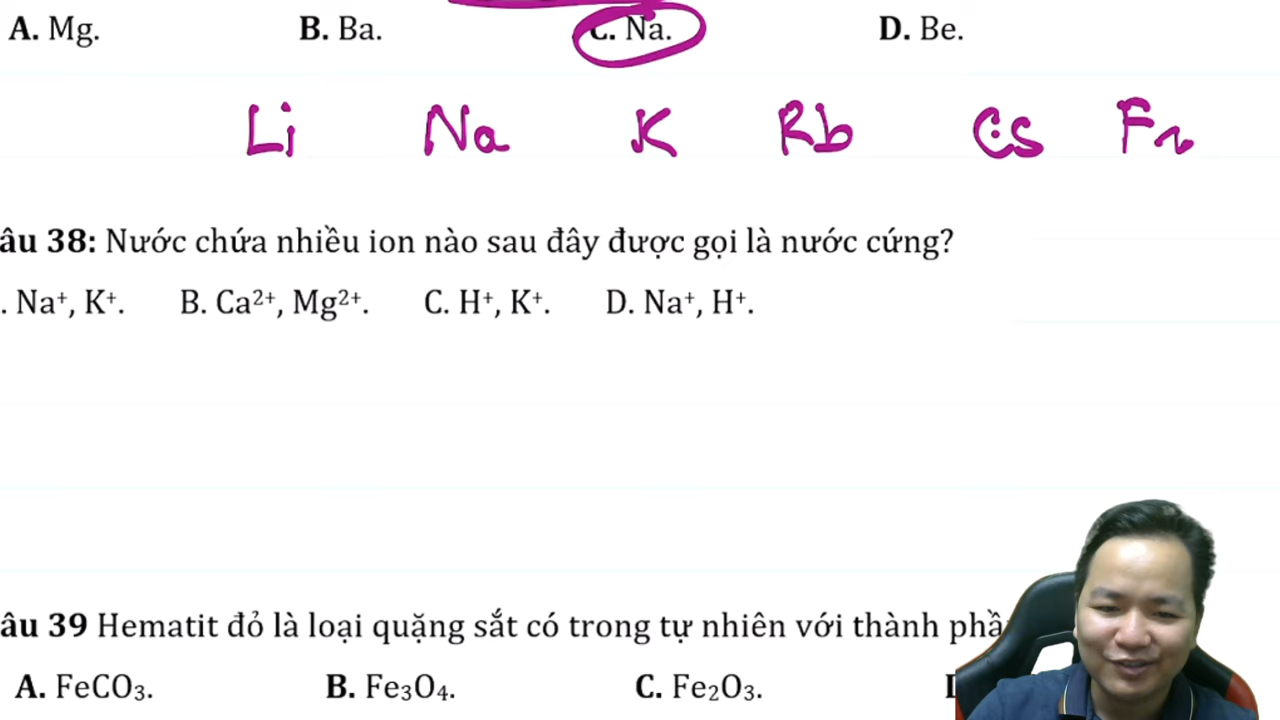 A. Mg. B. Ba. C. Na. D. Be.
Li Na K Rb Cs Fr
âu 38: Nước chứa nhiều ion nào sau đây được gọi là nước cứng?
. Na⁺, K⁺. B. Ca²⁺, Mg²⁺. C. H⁺, K⁺. D. Na⁺, H⁺.
âu 39 Hematit đỏ là loại quặng sắt có trong tự nhiên với thành
A. FeCO₃. B. Fe₃O₄. C. Fe₂O₃.